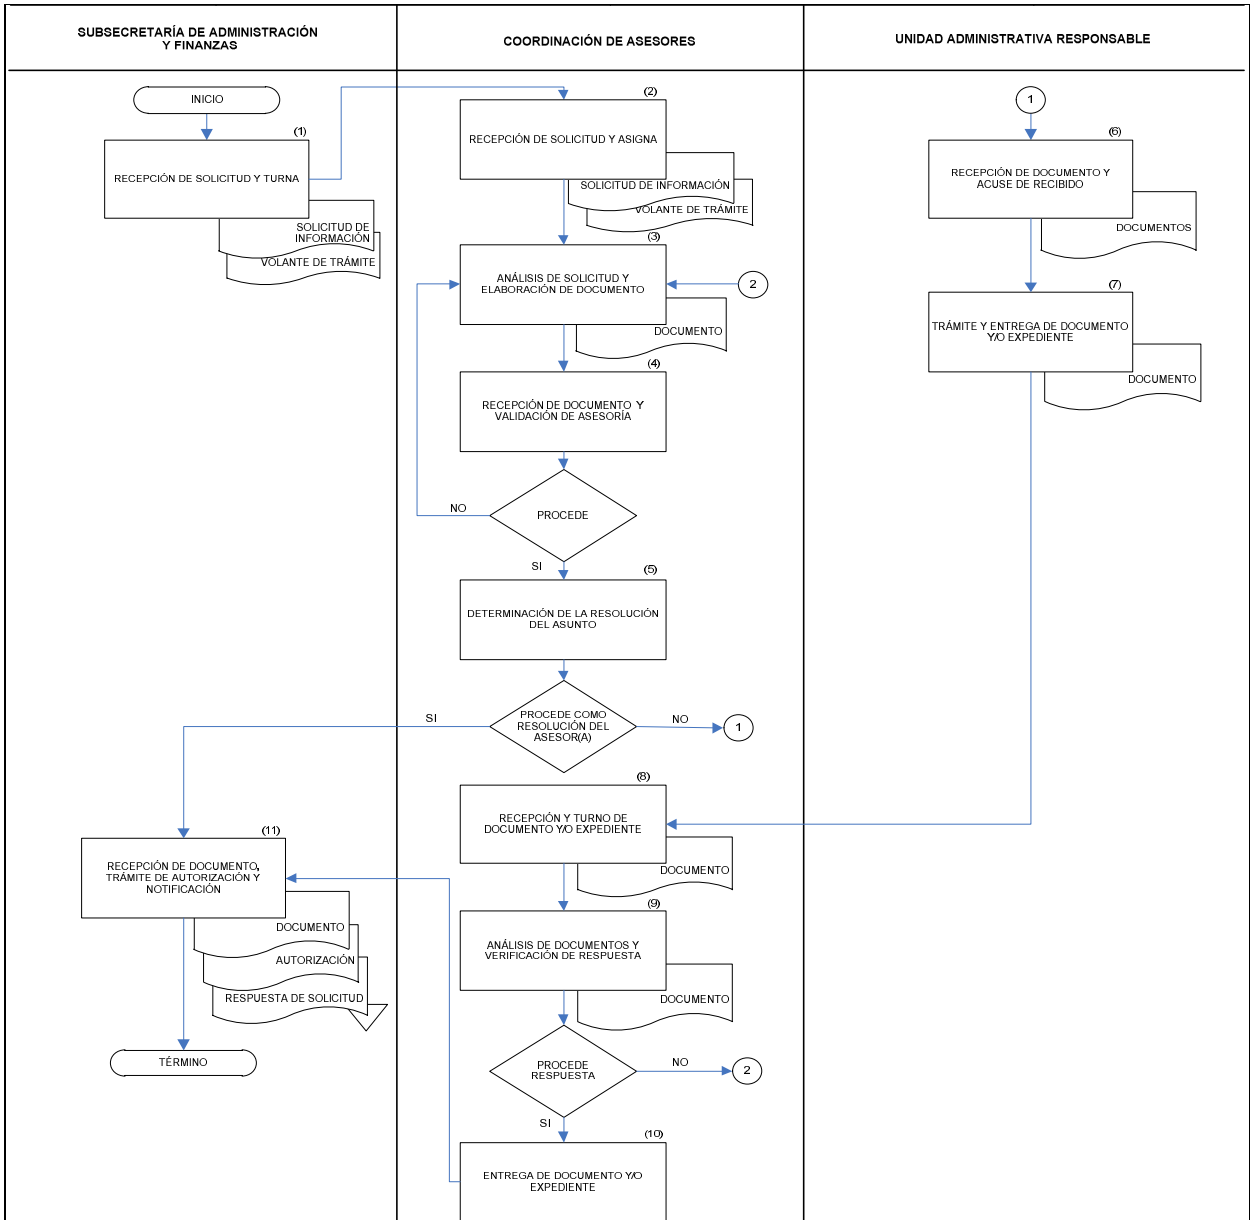 SUBSECRETARÍA DE ADMINISTRACIÓN
Y FINANZAS
COORDINACIÓN DE ASESORES
UNIDAD ADMINISTRATIVA RESPONSABLE
INICIO
(1)
RECEPCIÓN DE SOLICITUD Y TURNA
SOLICITUD DE
INFORMACIÓN
VOLANTE DE TRÁMITE
(2)
RECEPCIÓN DE SOLICITUD Y ASIGNA
SOLICITUD DE INFORMACIÓN
VOLANTE DE TRÁMITE
(3)
ANÁLISIS DE SOLICITUD Y
ELABORACIÓN DE DOCUMENTO
2
DOCUMENTO
(4)
RECEPCIÓN DE DOCUMENTO Y
VALIDACIÓN DE ASESORÍA
PROCEDE
NO
SI
(5)
DETERMINACIÓN DE LA RESOLUCIÓN
DEL ASUNTO
PROCEDE COMO
RESOLUCIÓN DEL
ASESOR(A)
SI
NO
1
1
(6)
RECEPCIÓN DE DOCUMENTO Y
ACUSE DE RECIBIDO
DOCUMENTOS
(7)
TRÁMITE Y ENTREGA DE DOCUMENTO
Y/O EXPEDIENTE
DOCUMENTO
(8)
RECEPCIÓN Y TURNO DE
DOCUMENTO Y/O EXPEDIENTE
DOCUMENTO
(9)
ANÁLISIS DE DOCUMENTOS Y
VERIFICACIÓN DE RESPUESTA
DOCUMENTO
PROCEDE
RESPUESTA
NO
2
SI
(10)
ENTREGA DE DOCUMENTO Y/O
EXPEDIENTE
(11)
RECEPCIÓN DE DOCUMENTO,
TRÁMITE DE AUTORIZACIÓN Y
NOTIFICACIÓN
DOCUMENTO
AUTORIZACIÓN
RESPUESTA DE SOLICITUD
TÉRMINO